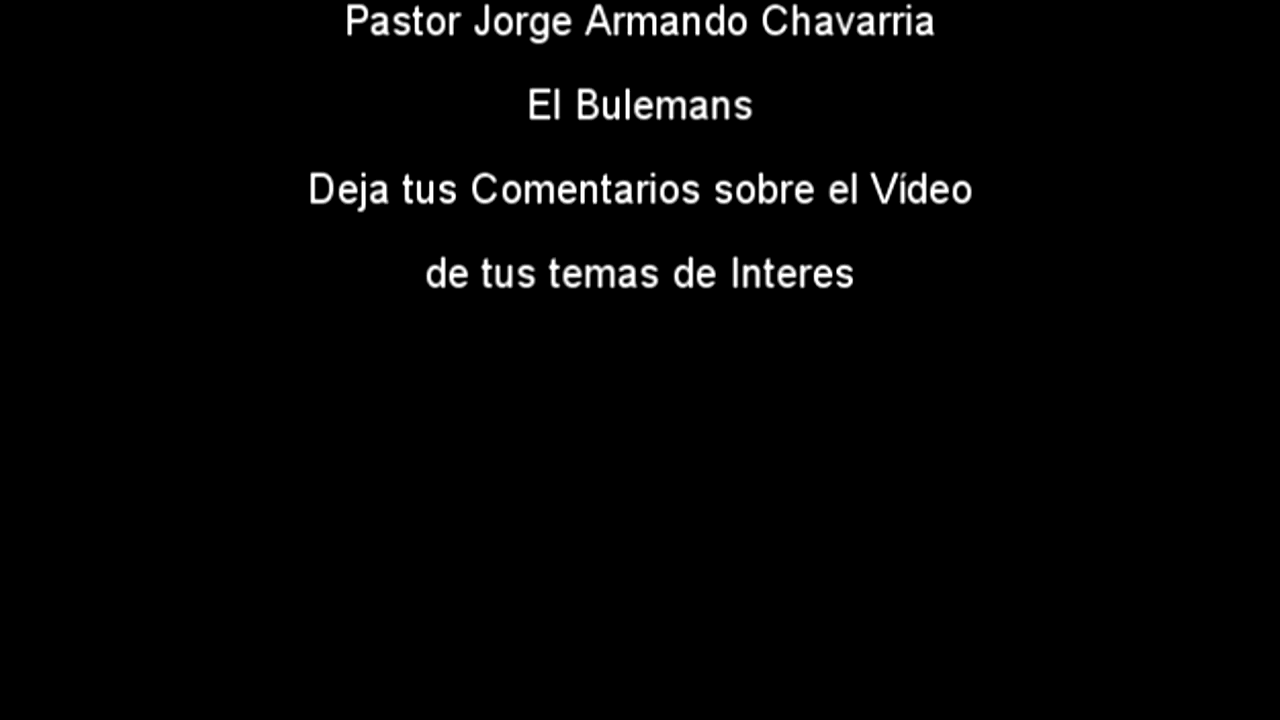 Pastor Jorge Armando Chavarria
El Bulemans
Deja tus Comentarios sobre el Vídeo
de tus temas de Interes